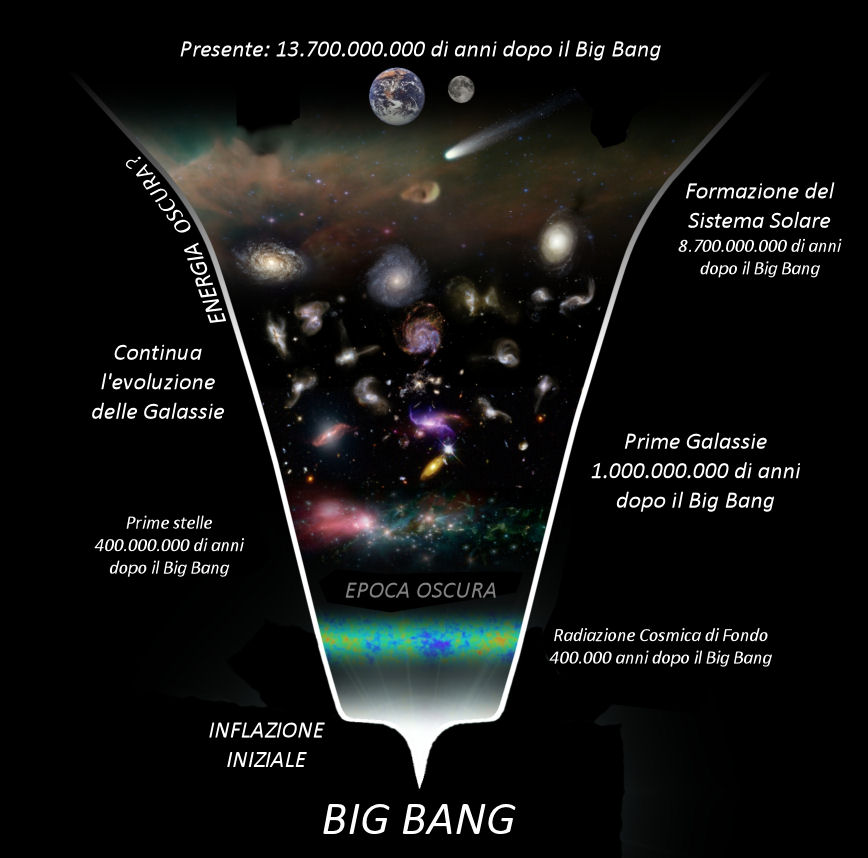 Presente: 13.700.000.000 di anni dopo il Big Bang
ENERGIA OSCURA?
Formazione del
Sistema Solare
8.700.000.000 di anni
dopo il Big Bang
Continua
l'evoluzione
delle Galassie
Prime Galassie
1.000.000.000 di anni
dopo il Big Bang
Prime stelle
400.000.000 di anni
dopo il Big Bang
EPOCA OSCURA
Radiazione Cosmica di Fondo
400.000 anni dopo il Big Bang
INFLAZIONE
INIZIALE
BIG BANG